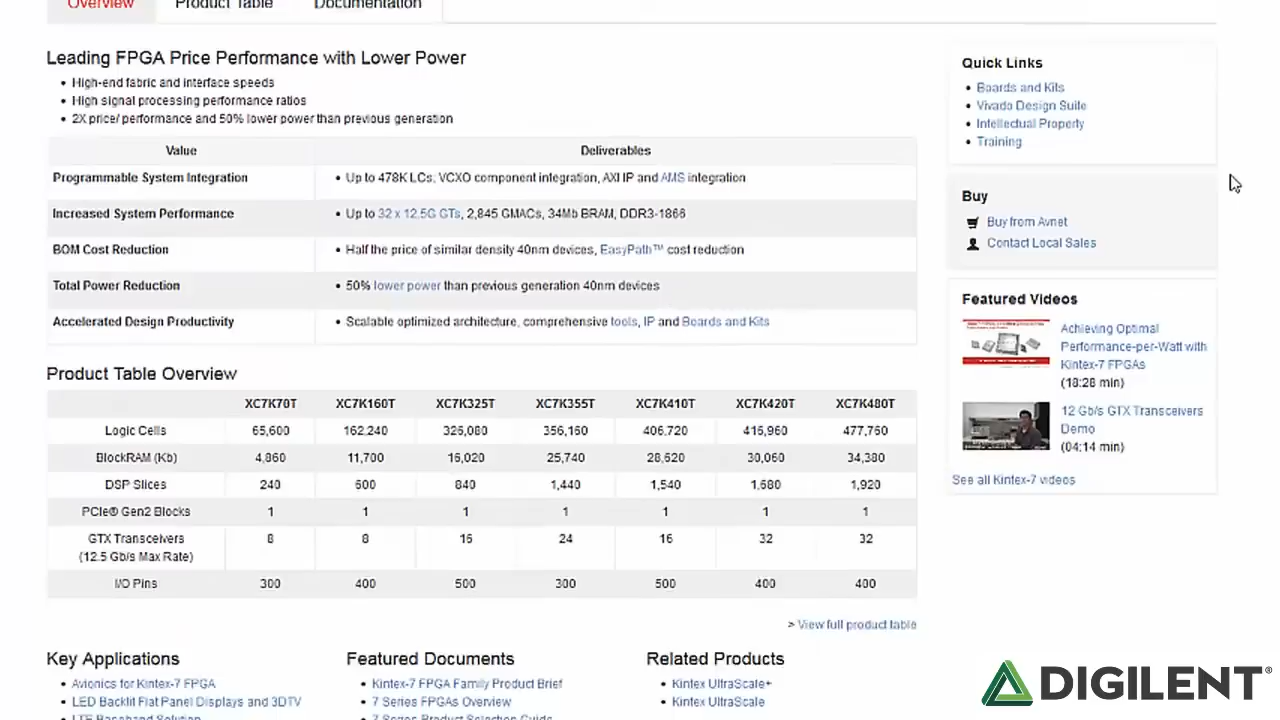 Overview Product Table Documentation
Leading FPGA Price Performance with Lower Power
• High-end fabric and interface speeds
• High signal processing performance ratios
• 2X price/ performance and 50% lower power than previous generation
Value Deliverables
Programmable System Integration • Up to 478K LCs, VCXO component integration, AXI IP and AMS integration
Increased System Performance • Up to 32 x 12.5G GTs, 2,845 GMACs, 34Mb BRAM, DDR3-1866
BOM Cost Reduction • Half the price of similar density 40nm devices, EasyPath™ cost reduction
Total Power Reduction • 50% lower power than previous generation 40nm devices
Accelerated Design Productivity • Scalable optimized architecture, comprehensive tools, IP and Boards and Kits
Product Table Overview
XC7K70T XC7K160T XC7K325T XC7K355T XC7K410T XC7K420T XC7K480T
Logic Cells 65,600 162,240 326,080 356,160 406,720 416,960 477,760
BlockRAM (Kb) 4,860 11,700 16,020 25,740 28,620 30,060 34,380
DSP Slices 240 600 840 1,440 1,540 1,680 1,920
PCIe® Gen2 Blocks 1 1 1 1 1 1 1
GTX Transceivers 8 8 16 24 16 32 32
(12.5 Gb/s Max Rate)
I/O Pins 300 400 500 300 500 400 400
> View full product table
Key Applications
• Avionics for Kintex-7 FPGA
• LED Backlit Flat Panel Displays and 3DTV
LTE Baseband Solution
Featured Documents
• Kintex-7 FPGA Family Product Brief
• 7 Series FPGAs Overview
7 Series Product Selection Guide
Related Products
• Kintex UltraScale+
• Kintex UltraScale
Quick Links
• Boards and Kits
• Vivado Design Suite
• Intellectual Property
• Training
Buy
Buy from Avnet
Contact Local Sales
Featured Videos
Achieving Optimal
Performance-per-Watt with
Kintex-7 FPGAs
(18:28 min)
12 Gb/s GTX Transceivers
Demo
(04:14 min)
See all Kintex-7 videos
DIGILENT®